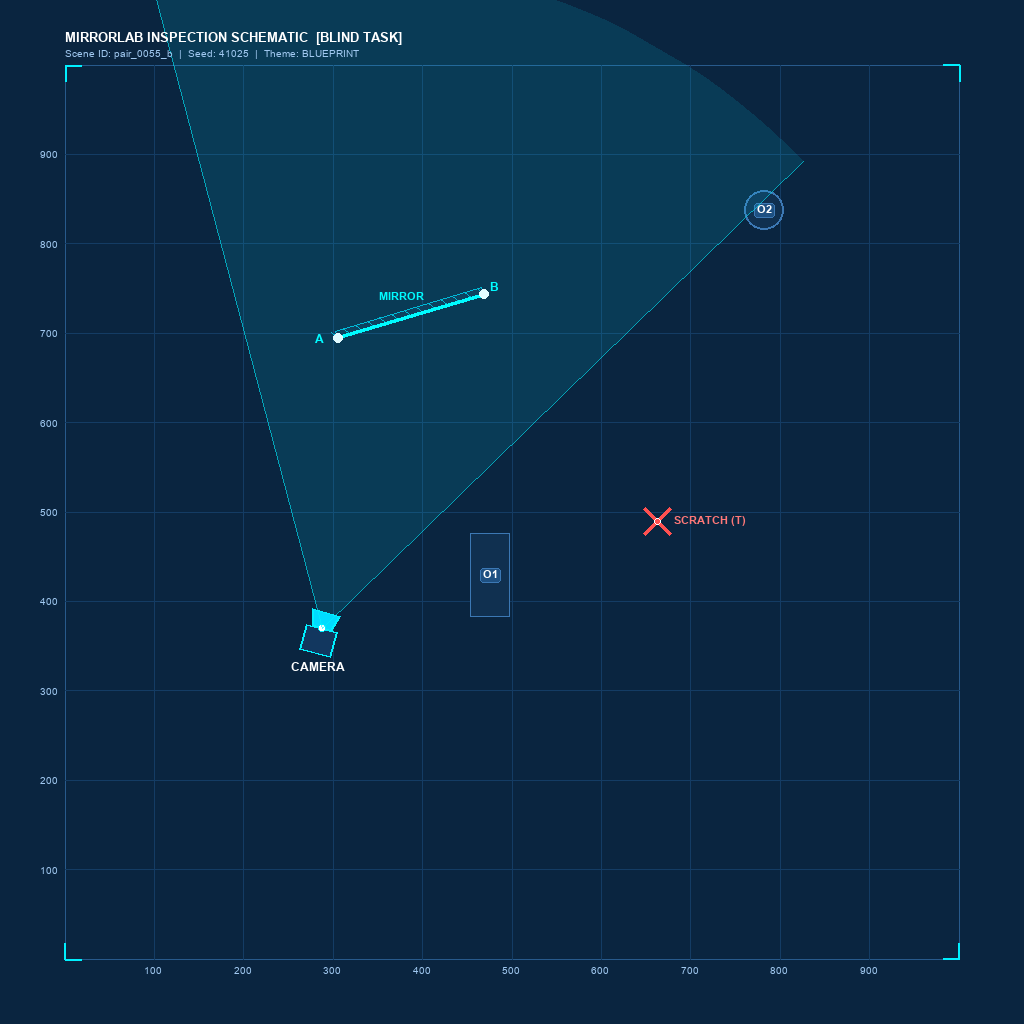 MIRRORLAB INSPECTION SCHEMATIC [BLIND TASK]
Scene ID: pair_0055_b | Seed: 41025 | Theme: BLUEPRINT
900
O2
800
B
MIRROR
A
700
600
500
SCRATCH (T)
O1
400
CAMERA
300
200
100
100 200 300 400 500 600 700 800 900